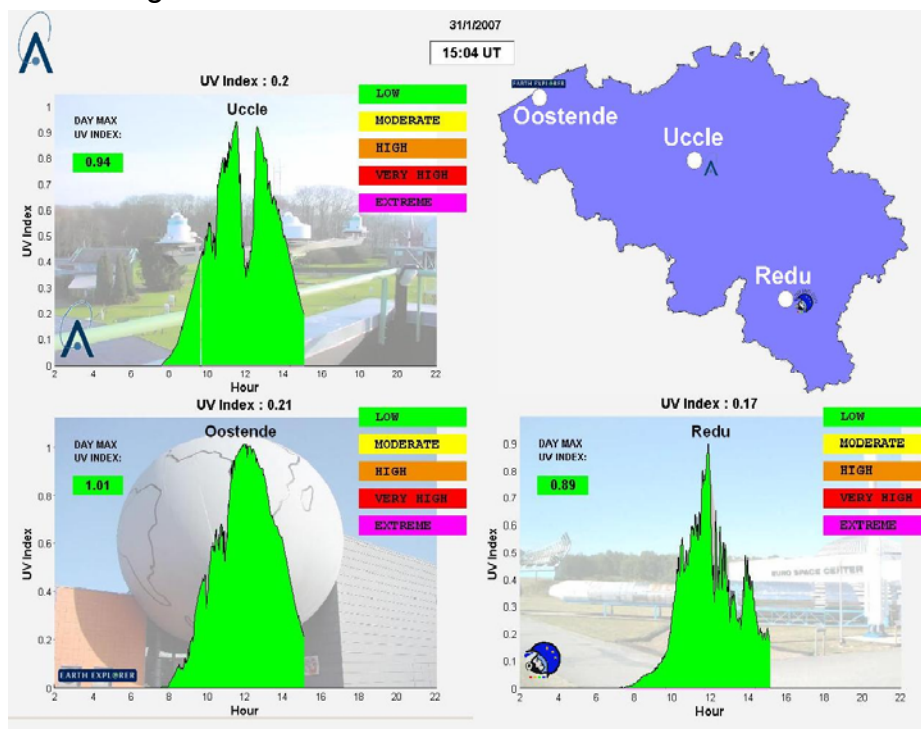 31/1/2007
15:04 UT
UV Index : 0.2
Uccle
DAY MAX
UV INDEX:
0.94
LOW
MODERATE
HIGH
VERY HIGH
EXTREME
1
0.9
0.8
0.7
0.6
0.5
0.4
0.3
0.2
0.1
0
UV Index
2 4 6 8 10 12 14 16 18 20 22
Hour
EARTH EXPLORER
Oostende
Uccle
Redu
UV Index : 0.21
Oostende
DAY MAX
UV INDEX:
1.01
LOW
MODERATE
HIGH
VERY HIGH
EXTREME
1
0.8
0.6
0.4
0.2
0
UV Index
EARTH EXPLORER
2 4 6 8 10 12 14 16 18 20 22
Hour
UV Index : 0.17
Redu
DAY MAX
UV INDEX:
0.89
LOW
MODERATE
HIGH
VERY HIGH
EXTREME
EURO SPACE CENTER
0.9
0.8
0.7
0.6
0.5
0.4
0.3
0.2
0.1
0
UV Index
2 4 6 8 10 12 14 16 18 20 22
Hour